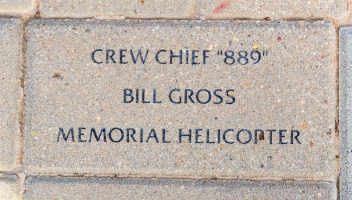 CREW CHIEF "889"
BILL GROSS
MEMORIAL HELICOPTER